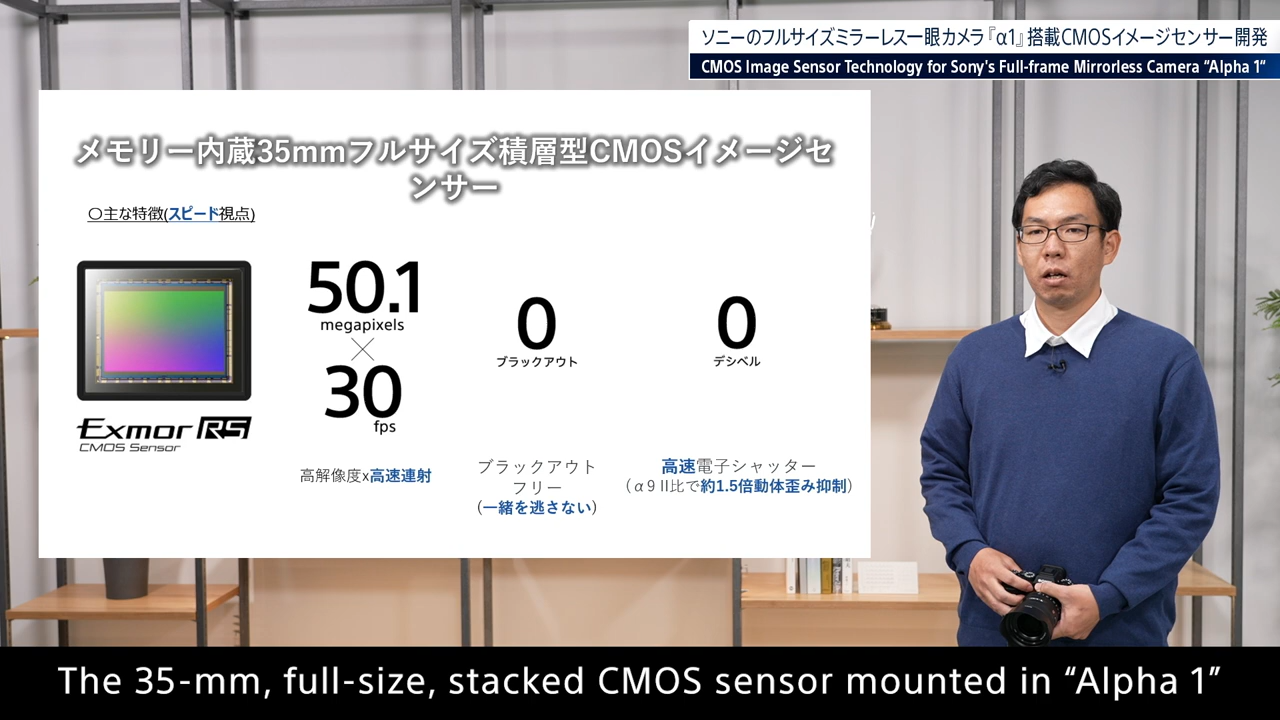 ソニーのフルサイズミラーレス一眼カメラ『α1』搭載CMOSイメージセンサー開発
CMOS Image Sensor Technology for Sony's Full-frame Mirrorless Camera “Alpha 1“
メモリー内蔵35mmフルサイズ積層型CMOSイメージセ
ンサー
〇主な特徴(スピード視点)
Exmor RS
CMOS Sensor
50.1
megapixels
×
30
fps
高解像度x高速連射
0
ブラックアウト
ブラックアウト
フリー
(一緒を逃さない)
0
デシベル
高速電子シャッター
(α9 II比で約1.5倍動体歪み抑制)
The 35-mm, full-size, stacked CMOS sensor mounted in “Alpha 1”